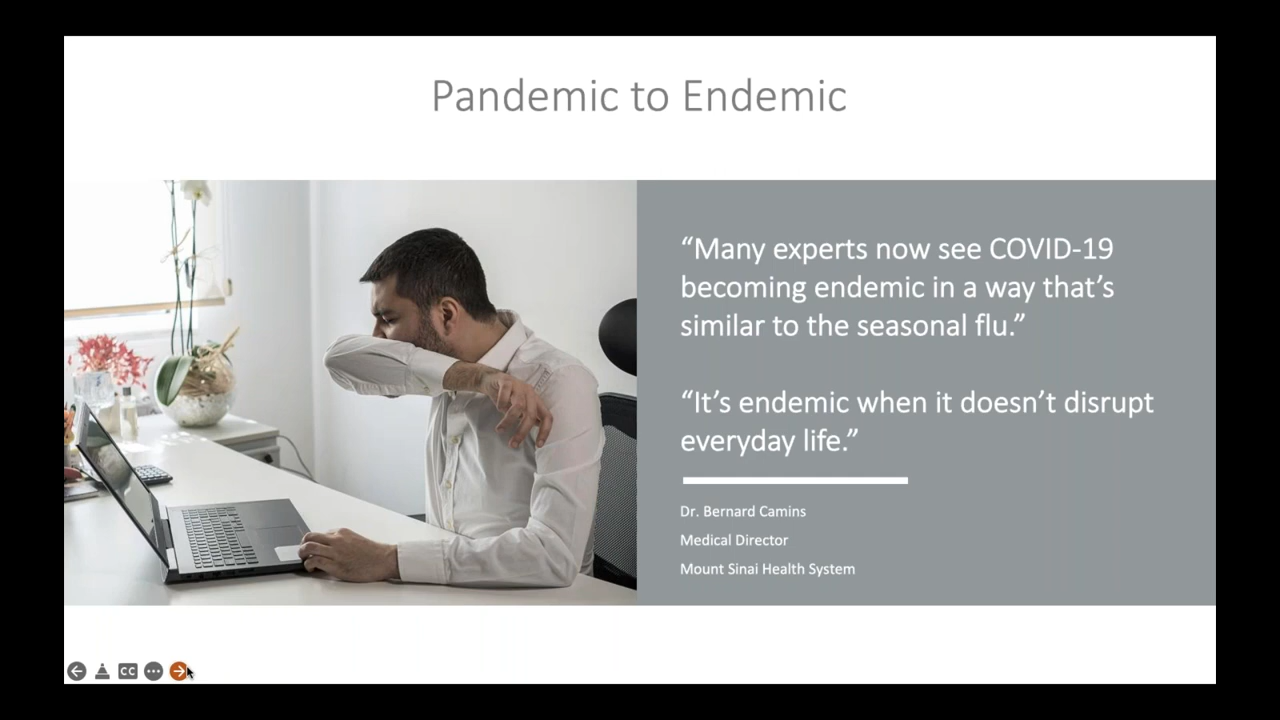 Pandemic to Endemic
“Many experts now see COVID-19
becoming endemic in a way that’s
similar to the seasonal flu.”
“It’s endemic when it doesn’t disrupt
everyday life.”
Dr. Bernard Camins
Medical Director
Mount Sinai Health System
CC